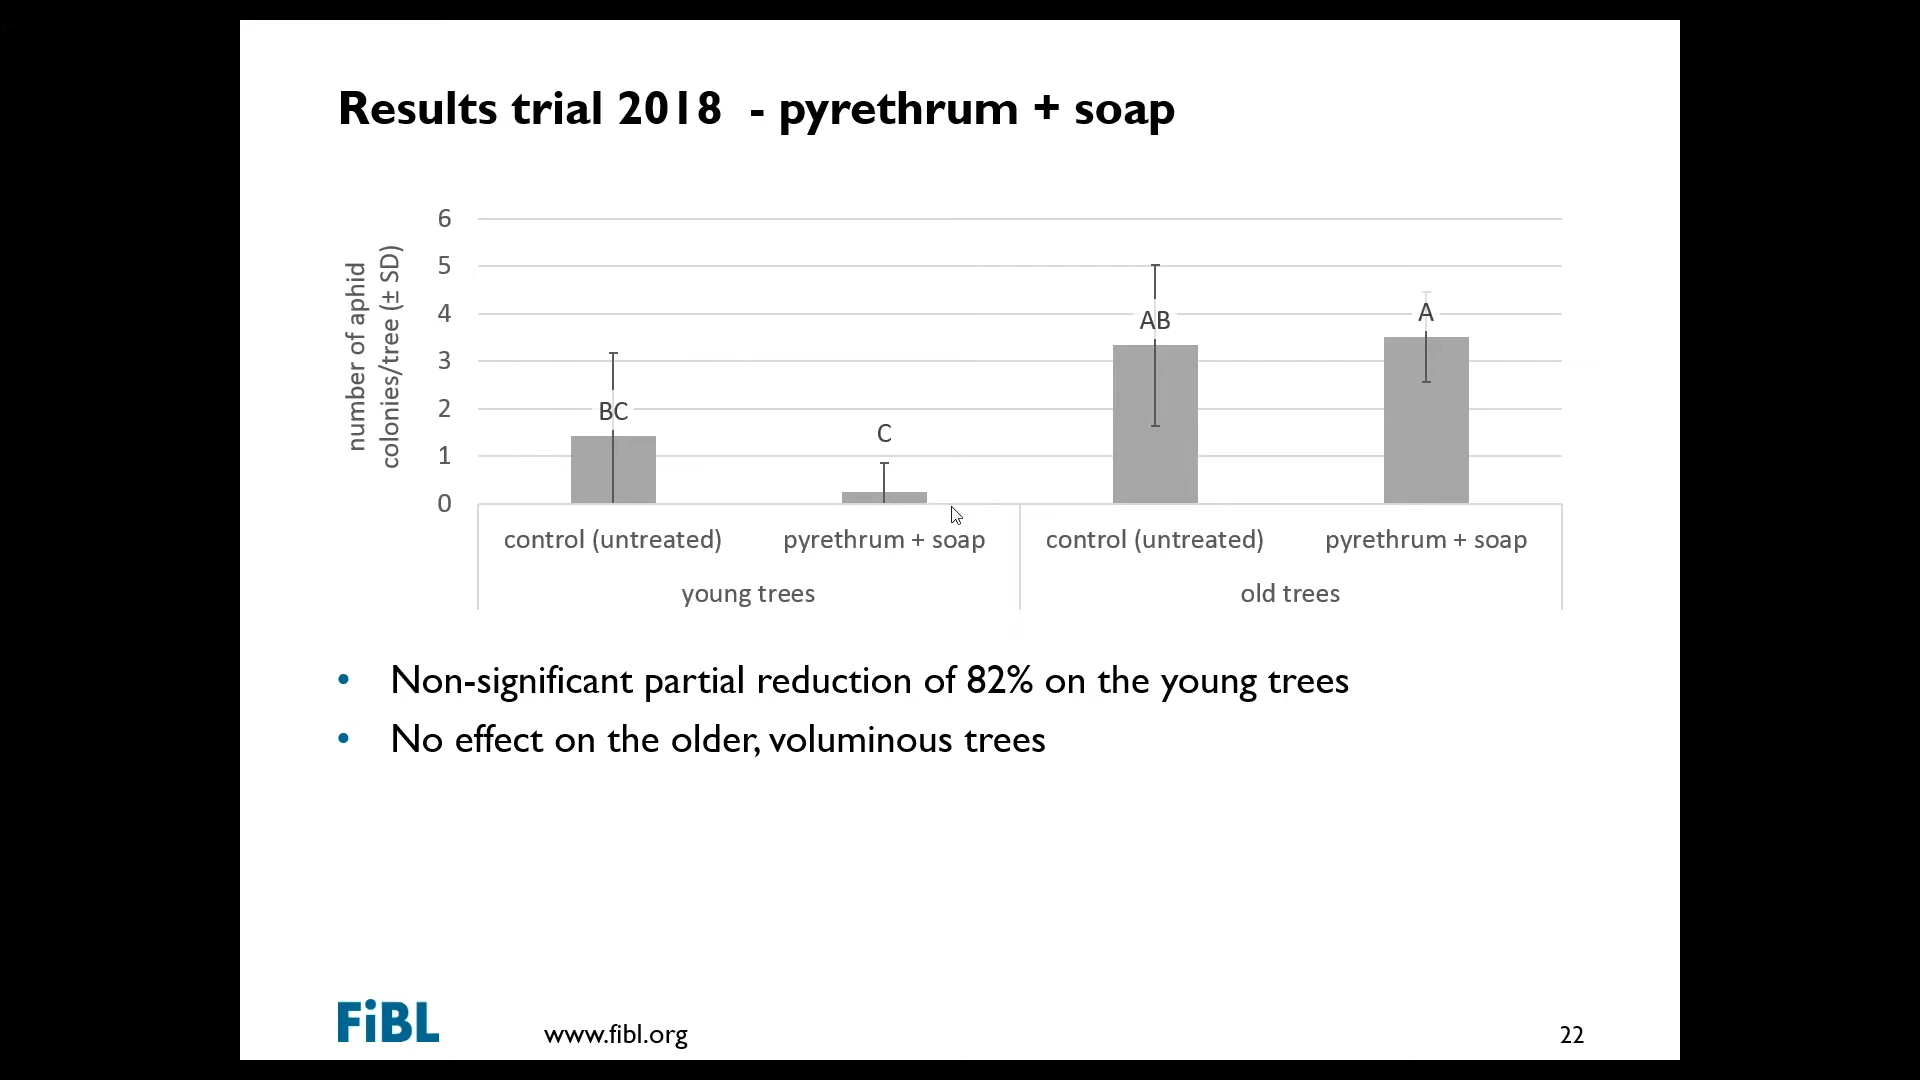 Results trial 2018 - pyrethrum + soap
number of aphid
colonies/tree (± SD)
6
5
4
3
2
1
0
BC
C
AB
A
control (untreated)
pyrethrum + soap
control (untreated)
pyrethrum + soap
young trees
old trees
• Non-significant partial reduction of 82% on the young trees
• No effect on the older, voluminous trees
FiBL
www.fibl.org
22